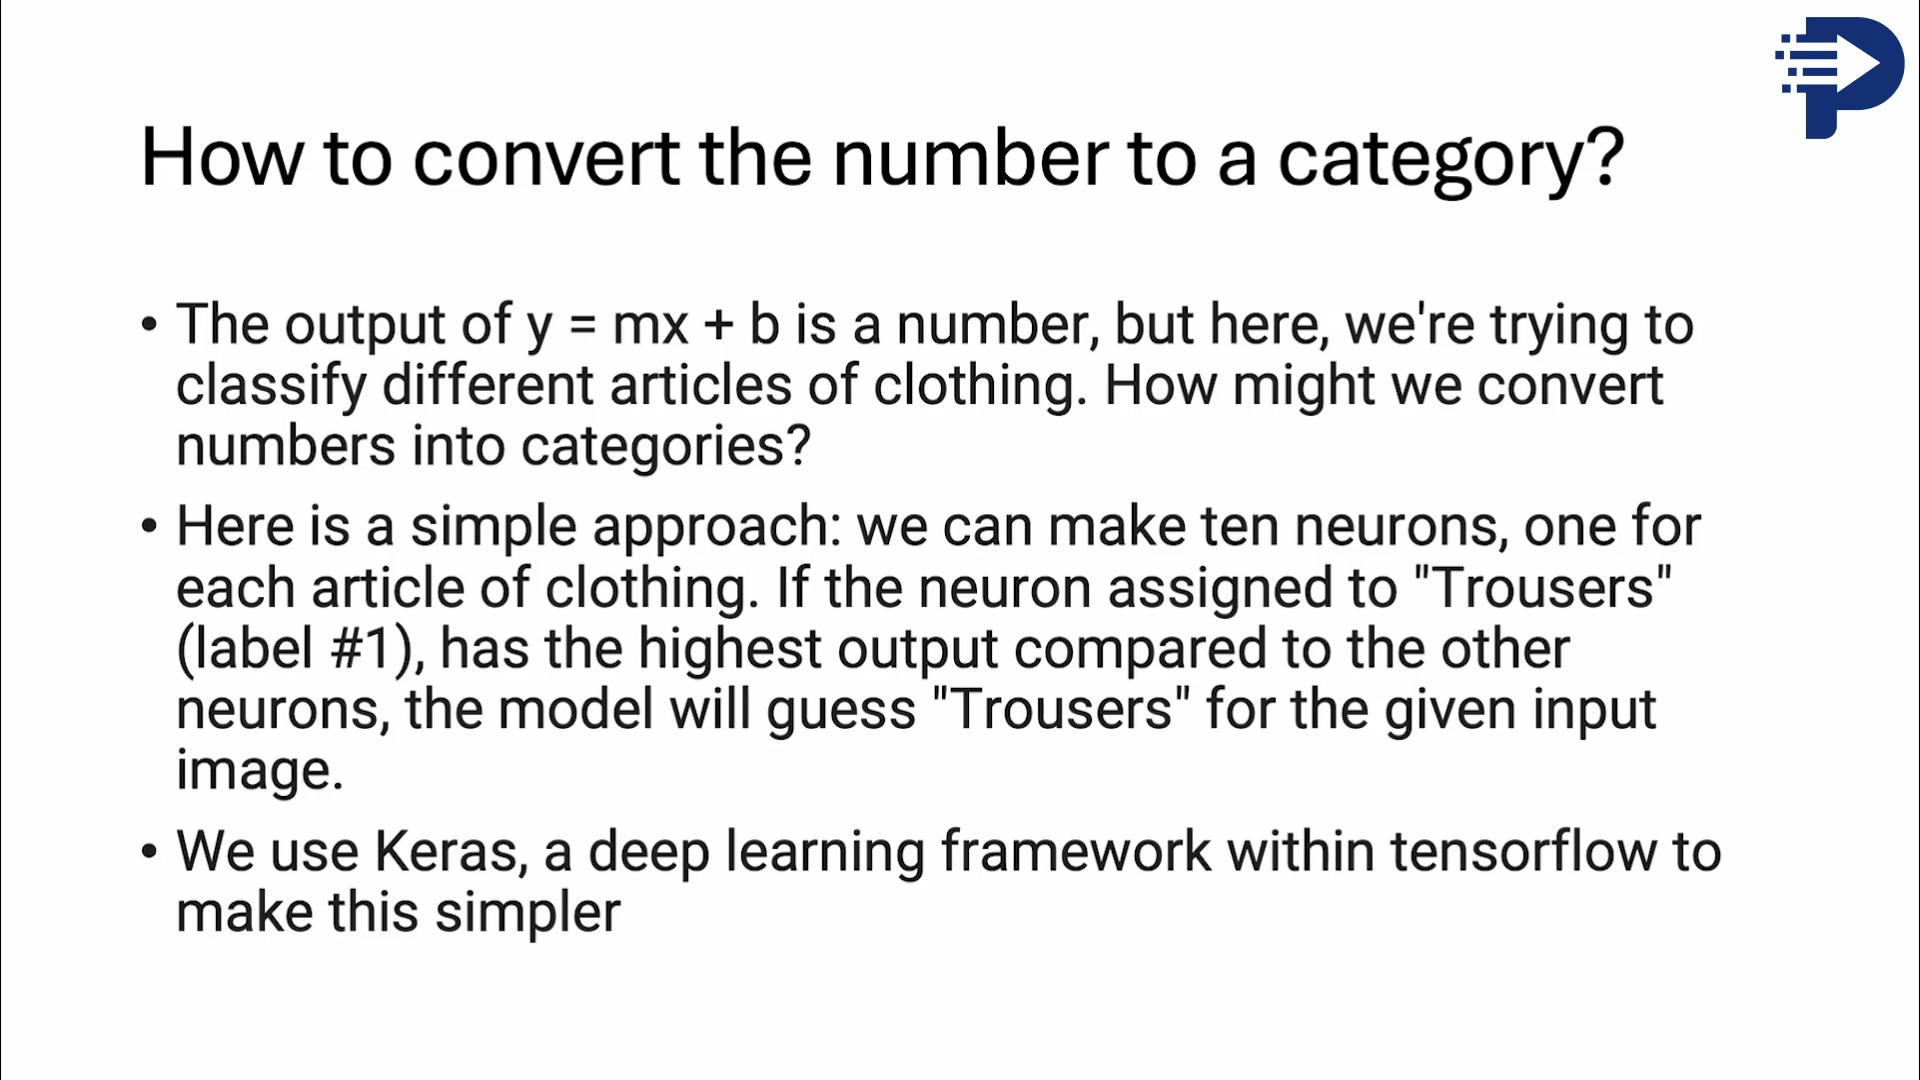 How to convert the number to a category?
• The output of y = mx + b is a number, but here, we're trying to
classify different articles of clothing. How might we convert
numbers into categories?
• Here is a simple approach: we can make ten neurons, one for
each article of clothing. If the neuron assigned to "Trousers"
(label #1), has the highest output compared to the other
neurons, the model will guess "Trousers" for the given input
image.
• We use Keras, a deep learning framework within tensorflow to
make this simpler